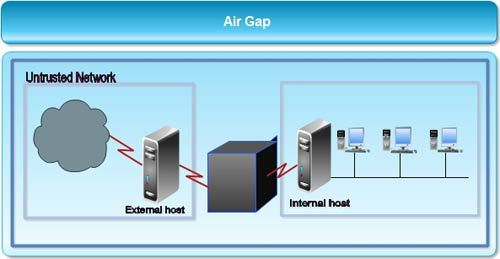 Air Gap
Untrusted Network
External host
Internal host